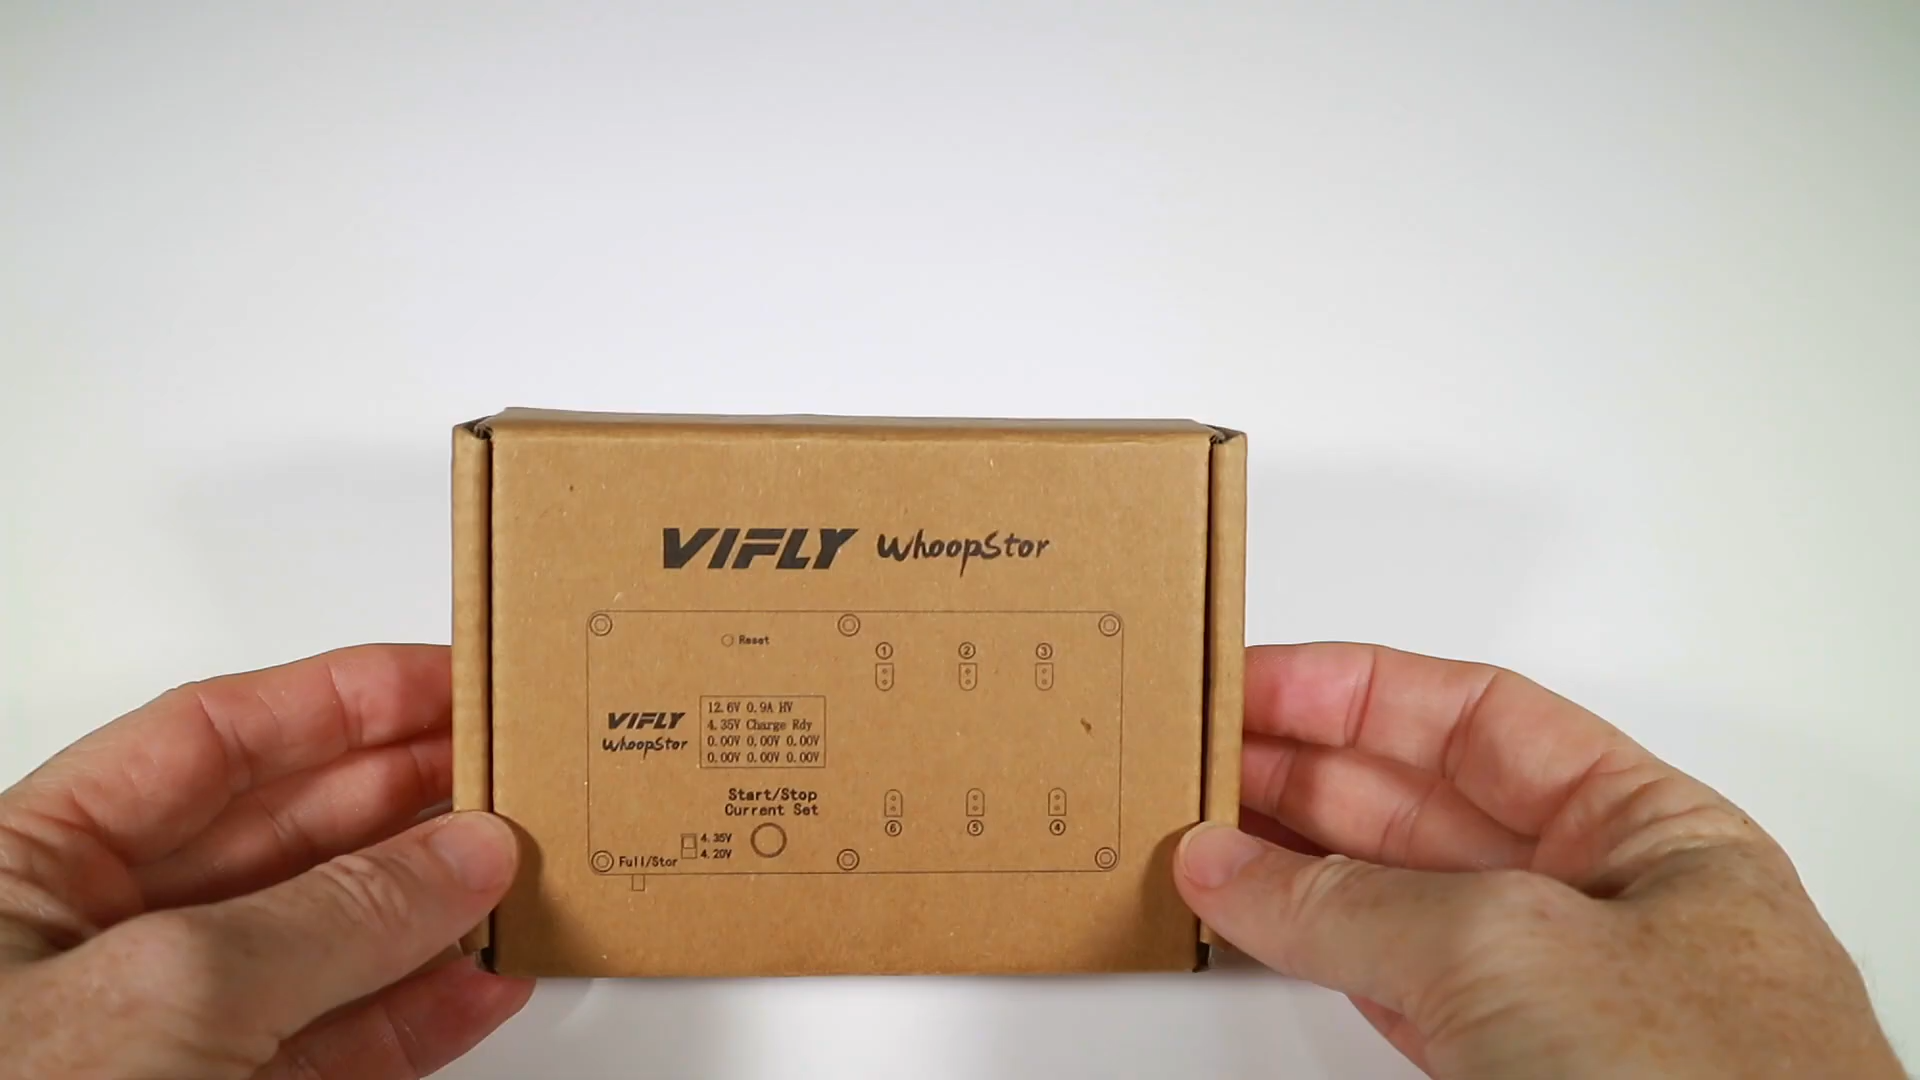 VIFLY WhoopStor
Reset
① ② ③
VIFLY
WhoopStor
12.6V 0.9A HV
4.35V Charge Rdy
0.00V 0.00V 0.00V
0.00V 0.00V 0.00V
Start/Stop
Current Set
4.35V
4.20V
Full/Stor
⑥ ⑤ ④